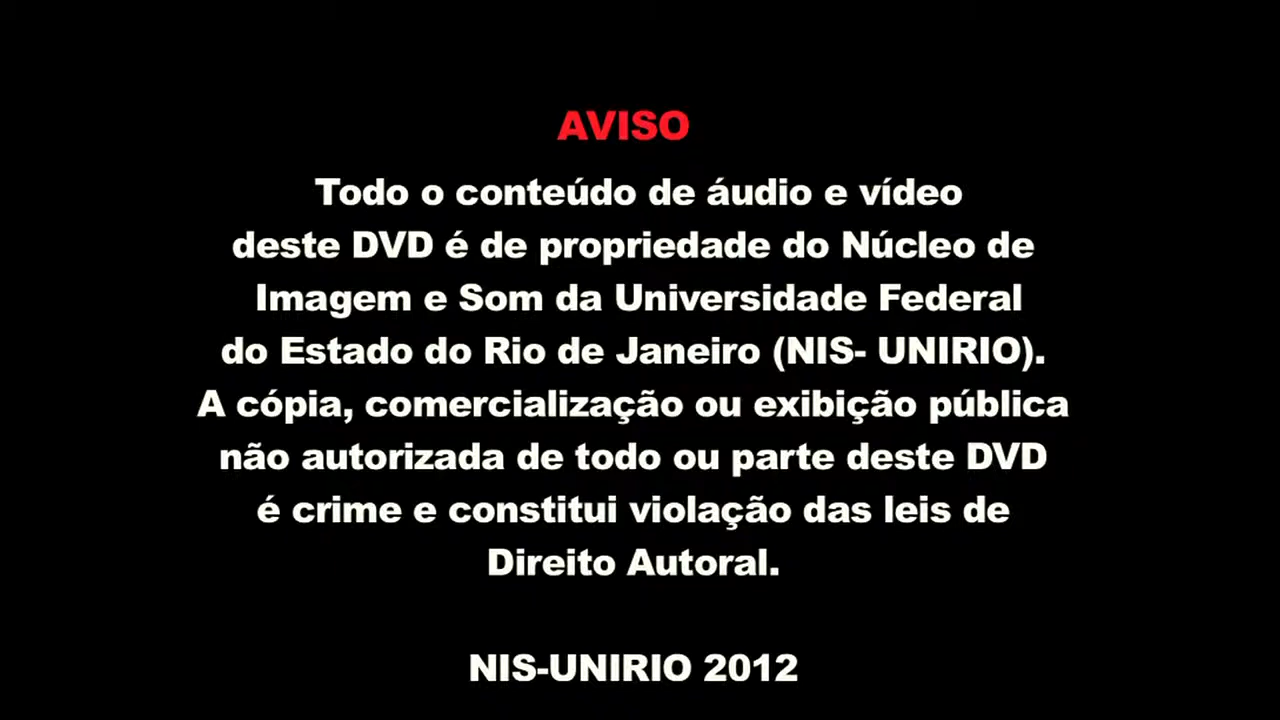 AVISO
Todo o conteúdo de áudio e vídeo
deste DVD é de propriedade do Núcleo de
Imagem e Som da Universidade Federal
do Estado do Rio de Janeiro (NIS- UNIRIO).
A cópia, comercialização ou exibição pública
não autorizada de todo ou parte deste DVD
é crime e constitui violação das leis de
Direito Autoral.
NIS-UNIRIO 2012